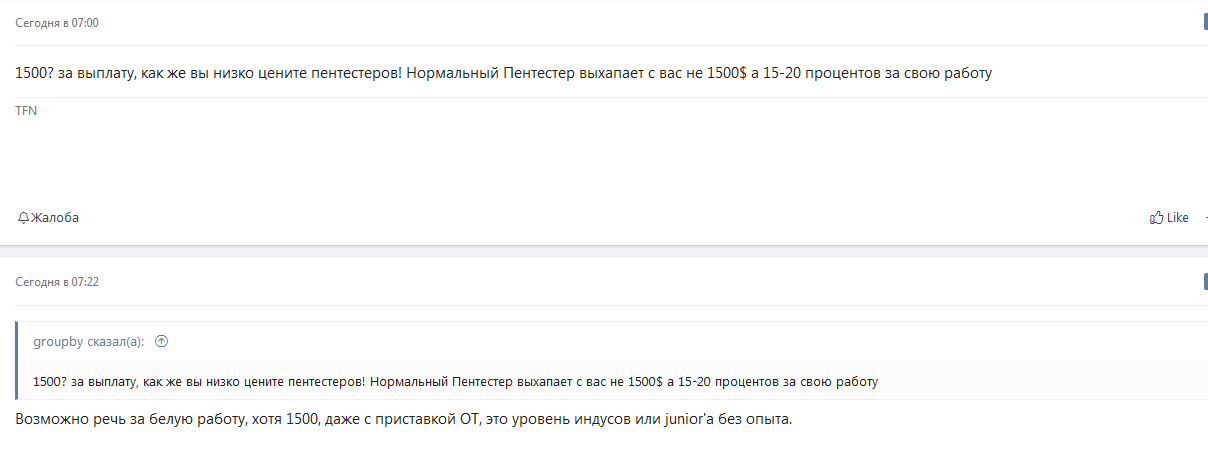 Сегодня в 07:00
1500? за выплату, как же вы низко цените пентестеров! Нормальный Пентестер выхапает с вас не 1500$ а 15-20 процентов за свою работу
TFN
Жалоба
Like
Сегодня в 07:22
groupby сказал(а):
1500? за выплату, как же вы низко цените пентестеров! Нормальный Пентестер выхапает с вас не 1500$ а 15-20 процентов за свою работу
Возможно речь за белую работу, хотя 1500, даже с приставкой ОТ, это уровень индусов или junior'а без опыта.